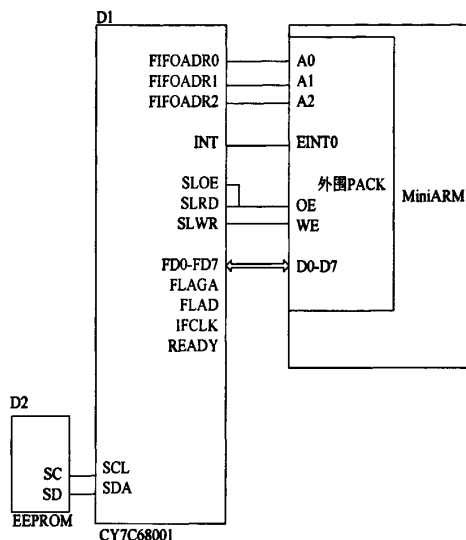 D1
FIFOADR0
FIFOADR1
FIFOADR2
INT
SLOE
SLRD
SLWR
FD0-FD7
FLAGA
FLAD
IFCLK
READY
A0
A1
A2
EINT0
外围PACK
MiniARM
OE
WE
D0-D7
D2
SC
SD
EEPROM
SCL
SDA
CY7C68001